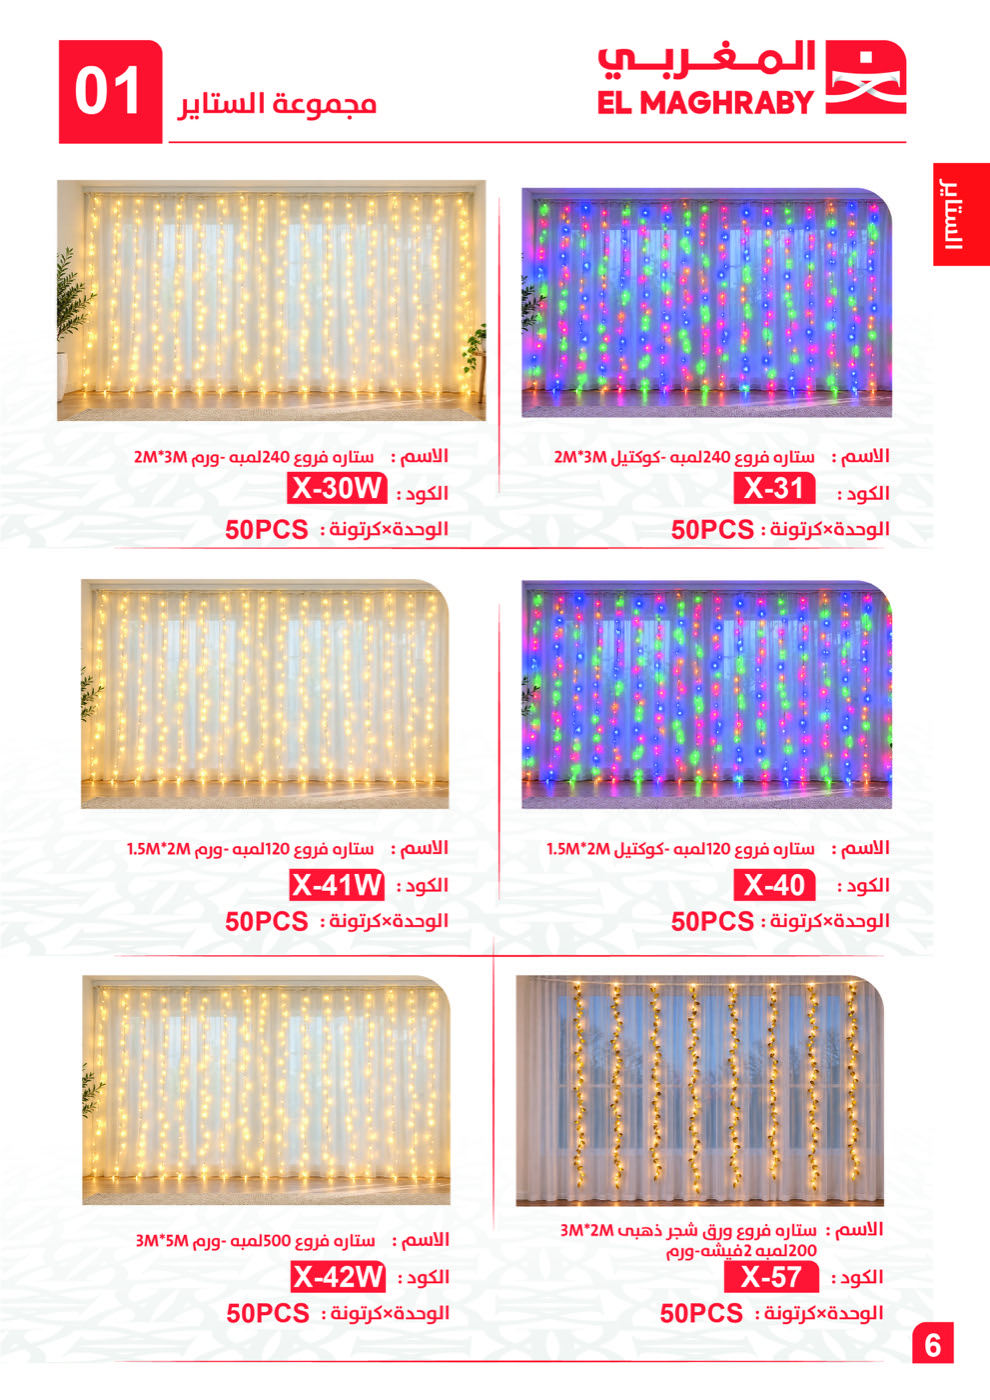 المغربي
EL MAGHRABY
01
مجموعة الستاير
الستاير
الاسم : ستاره فروع 240لمبه -كوكتيل 2M*3M
الكود : X-31
الوحدة×كرتونة : 50PCS
الاسم : ستاره فروع 240لمبه -ورم 2M*3M
الكود : X-30W
الوحدة×كرتونة : 50PCS
الاسم : ستاره فروع 120لمبه -كوكتيل 1.5M*2M
الكود : X-40
الوحدة×كرتونة : 50PCS
الاسم : ستاره فروع 120لمبه -ورم 1.5M*2M
الكود : X-41W
الوحدة×كرتونة : 50PCS
الاسم : ستاره فروع ورق شجر ذهبى 3M*2M
200لمبه 2فيشه-ورم
الكود : X-57
الوحدة×كرتونة : 50PCS
الاسم : ستاره فروع 500لمبه -ورم 3M*5M
الكود : X-42W
الوحدة×كرتونة : 50PCS
6